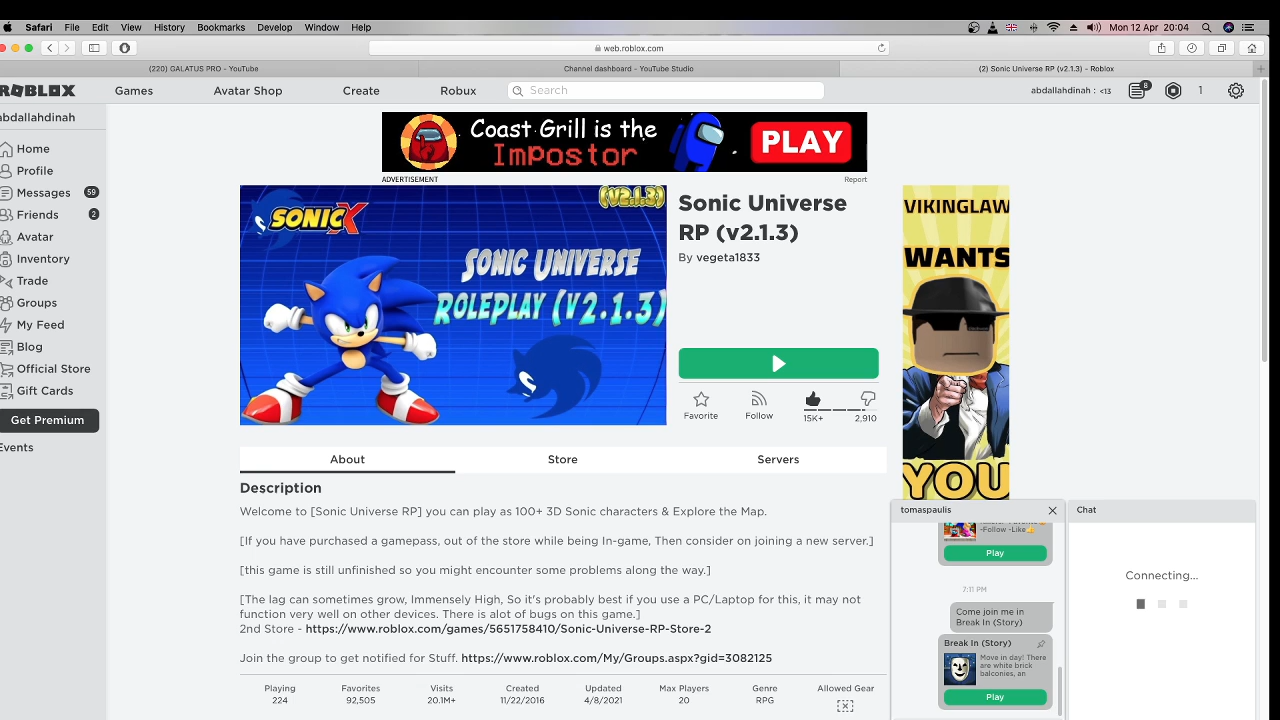 Safari File Edit View History Bookmarks Develop Window Help Mon 12 Apr 20:04
web.roblox.com
(220) GALATUS PRO - YouTube Channel dashboard - YouTube Studio (2) Sonic Universe RP (v2.1.3) - Roblox
ROBLOX Games Avatar Shop Create Robux Search abdallahdinah : <13 8 1
abdallahdinah
Home
Profile
Messages 59
Friends 2
Avatar
Inventory
Trade
Groups
My Feed
Blog
Official Store
Gift Cards
Get Premium
Events
Coast Grill is the
Impostor
PLAY
ADVERTISEMENT Report
(V2.1.3)
SONIC X
SONIC UNIVERSE
ROLEPLAY (V2.1.3)
Sonic Universe
RP (v2.1.3)
By vegeta1833
Favorite Follow 15K+ 2,910
VIKINGLAW
WANTS
YOU
About Store Servers
Description
Welcome to [Sonic Universe RP] you can play as 100+ 3D Sonic characters & Explore the Map.
[If you have purchased a gamepass, out of the store while being In-game, Then consider on joining a new server.]
[this game is still unfinished so you might encounter some problems along the way.]
[The lag can sometimes grow, Immensely High, So it's probably best if you use a PC/Laptop for this, it may not
function very well on other devices. There is alot of bugs on this game.]
2nd Store - https://www.roblox.com/games/5651758410/Sonic-Universe-RP-Store-2
Join the group to get notified for Stuff. https://www.roblox.com/My/Groups.aspx?gid=3082125
Playing Favorites Visits Created Updated Max Players Genre Allowed Gear
224 92,505 20.1M+ 11/22/2016 4/8/2021 20 RPG
tomaspaulis
-Follow -Like
Play
7:11 PM
Come join me in
Break In (Story)
Break In (Story)
Move in day! There
are white brick
balconies, an
Play
Chat
Connecting...